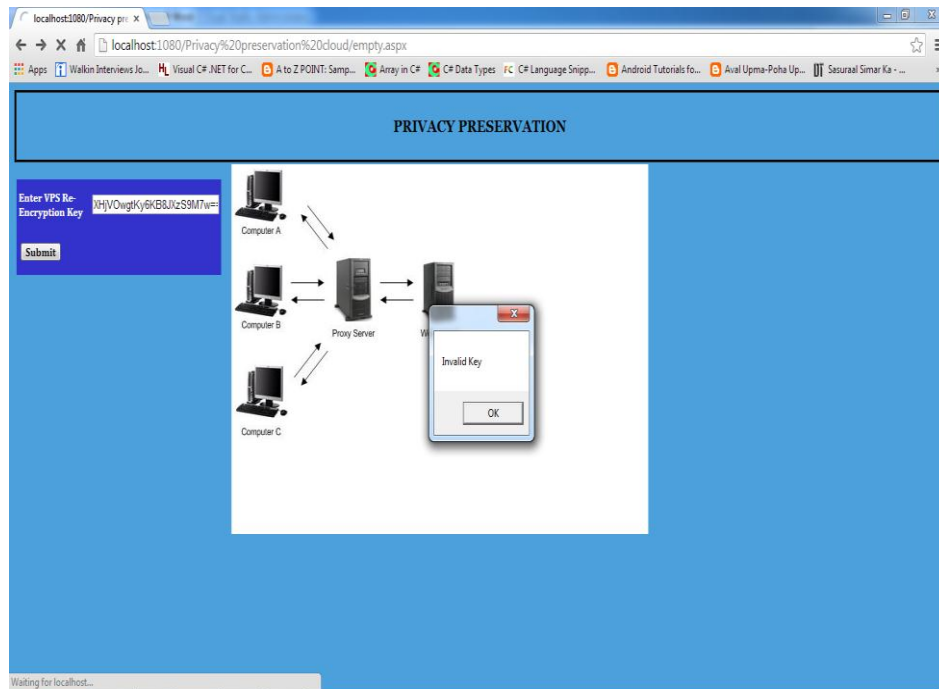 localhost:1080/Privacy pre
localhost:1080/Privacy%20preservation%20cloud/empty.aspx
Apps Walkin Interviews Jo... Visual C# .NET for C... A to Z POINT: Samp... Array in C# C# Data Types FC C# Language Snipp... Android Tutorials fo... Aval Upma-Poha Up... Sasuraal Simar Ka - ...
PRIVACY PRESERVATION
Enter VPS Re-
Encryption Key
XHjVOwgtKy6KB8JXzS9M7w=
Submit
Computer A
Computer B
Proxy Server
Computer C
Invalid Key
OK
Waiting for localhost...